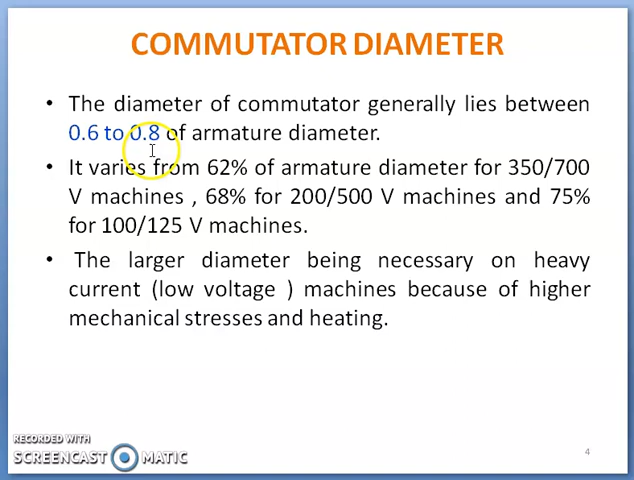 COMMUTATOR DIAMETER
• The diameter of commutator generally lies between
0.6 to 0.8 of armature diameter.
• It varies from 62% of armature diameter for 350/700
V machines , 68% for 200/500 V machines and 75%
for 100/125 V machines.
• The larger diameter being necessary on heavy
current (low voltage ) machines because of higher
mechanical stresses and heating.
RECORDED WITH
SCREENCAST MATIC
4